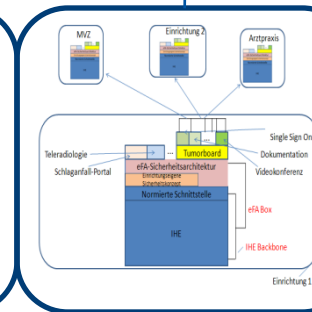 MVZ
Einrichtung 2
Arztpraxis
Single Sign On
Teleradiologie
...
Tumorboard
Dokumentation
Schlaganfall-Portal
eFA-Sicherheitsarchitektur
Videokonferenz
Einrichtungseigene
Sicherheitskonzept
Normierte Schnittstelle
eFA Box
IHE
IHE Backbone
Einrichtung 1